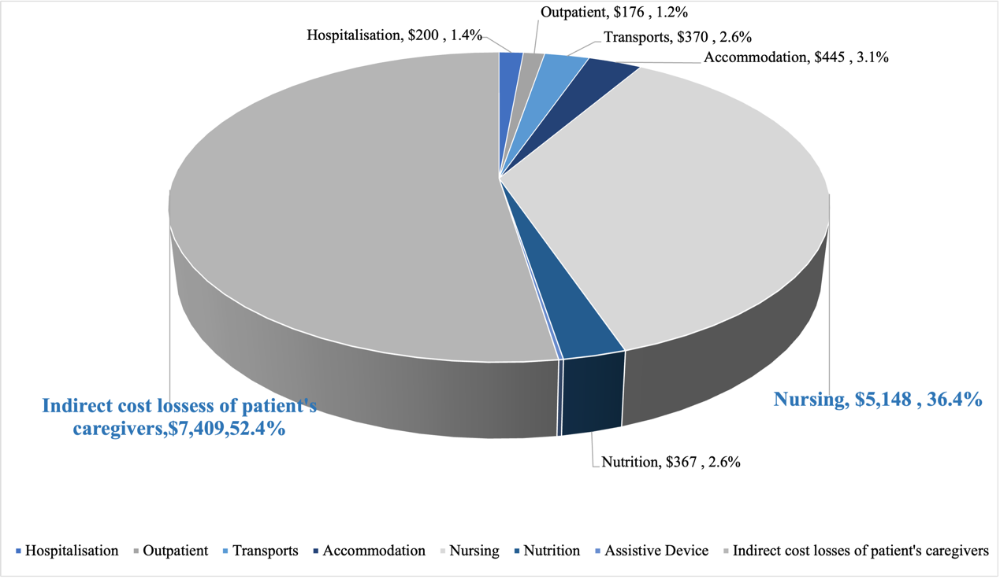 Outpatient, $176 , 1.2%
Hospitalisation, $200 , 1.4%
Transports, $370 , 2.6%
Accommodation, $445 , 3.1%
Indirect cost lossess of patient's
caregivers,$7,409,52.4%
Nursing, $5,148 , 36.4%
Nutrition, $367 , 2.6%
Hospitalisation Outpatient Transports Accommodation Nursing Nutrition Assistive Device Indirect cost losses of patient's caregivers